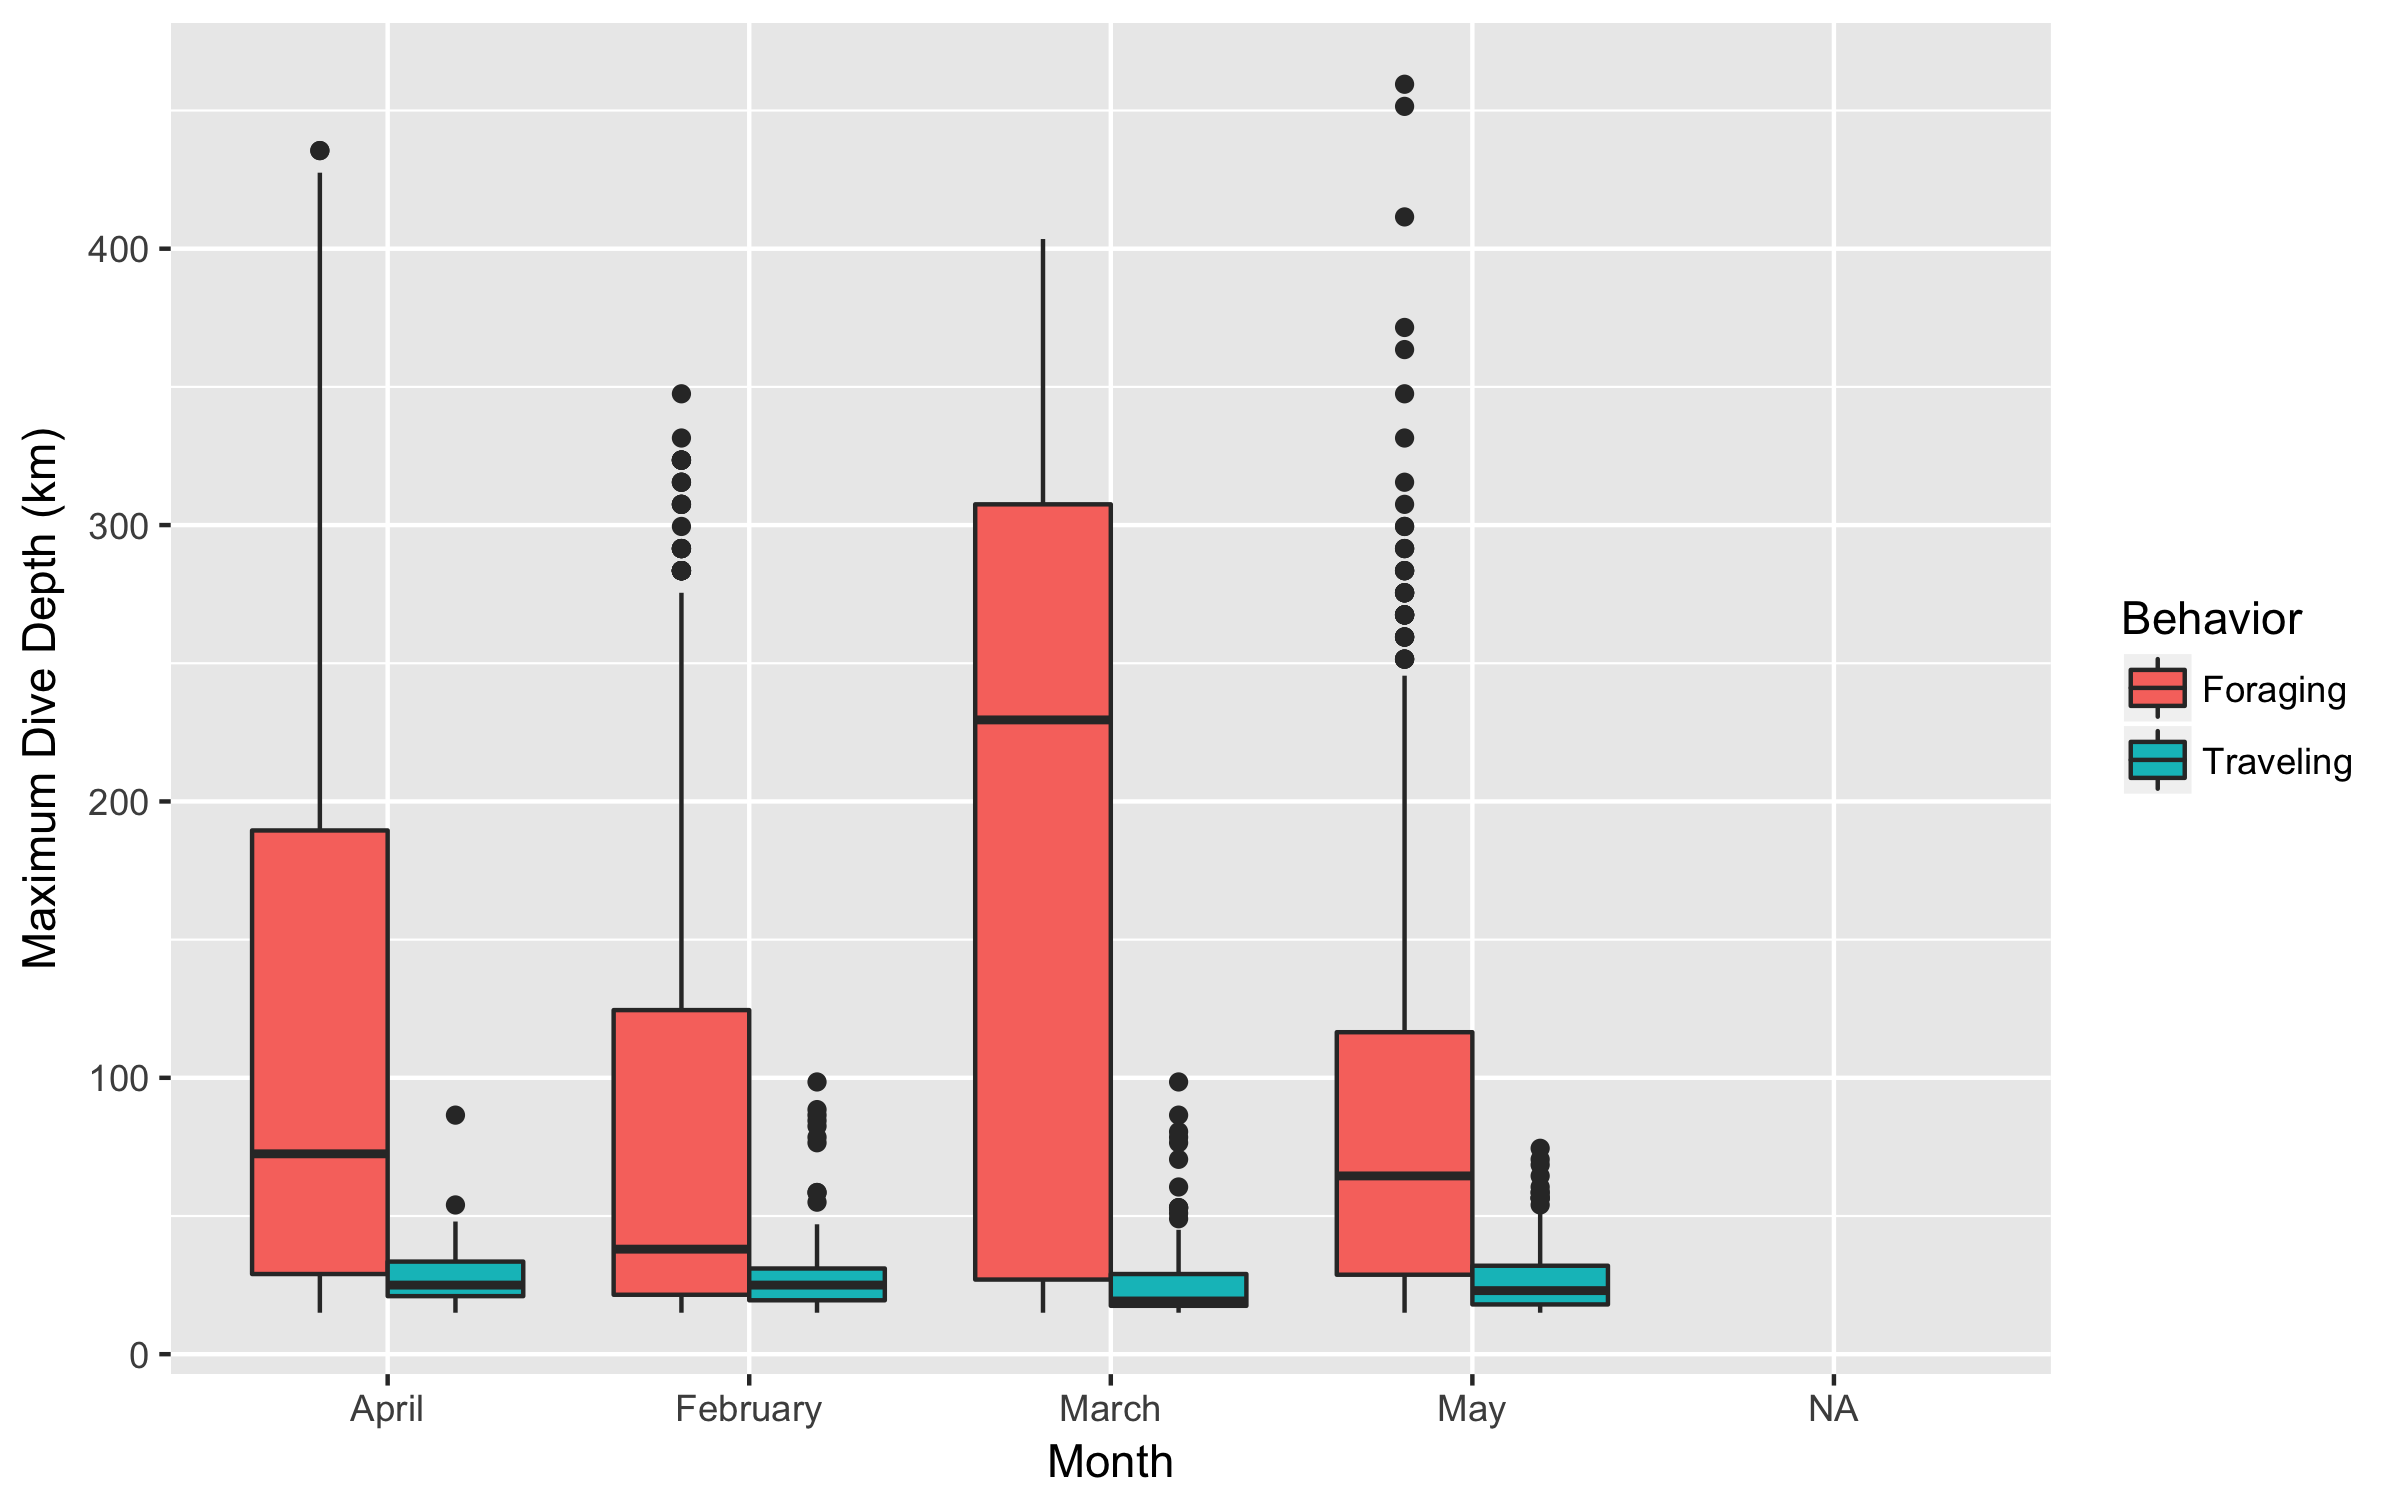 Maximum Dive Depth (km)
400
300
200
100
0
April
February
March
May
NA
Month
Behavior
Foraging
Traveling